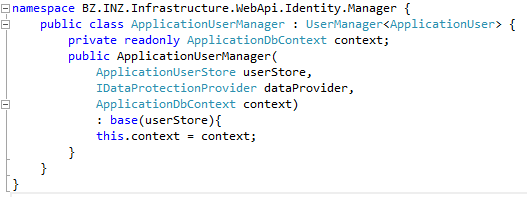 namespace BZ.INZ.Infrastructure.WebApi.Identity.Manager {
    public class ApplicationUserManager : UserManager<ApplicationUser> {
        private readonly ApplicationDbContext context;
        public ApplicationUserManager(
            ApplicationUserStore userStore,
            IDataProtectionProvider dataProvider,
            ApplicationDbContext context)
            : base(userStore){
            this.context = context;
        }
    }
}